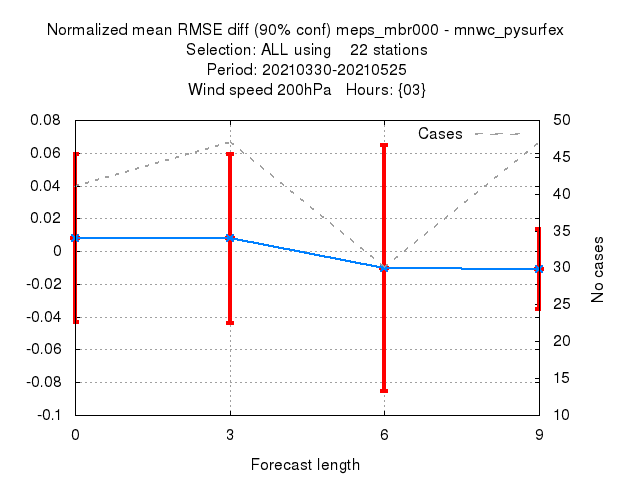 Normalized mean RMSE diff (90% conf) meps_mbr000 - mnwc_pysurfex
Selection: ALL using    22 stations
Period: 20210330-20210525
Wind speed 200hPa   Hours: {03}
Cases
0.08
0.06
0.04
0.02
0
-0.02
-0.04
-0.06
-0.08
-0.1
50
45
40
35
30
25
20
15
10
No cases
0 3 6 9
Forecast length